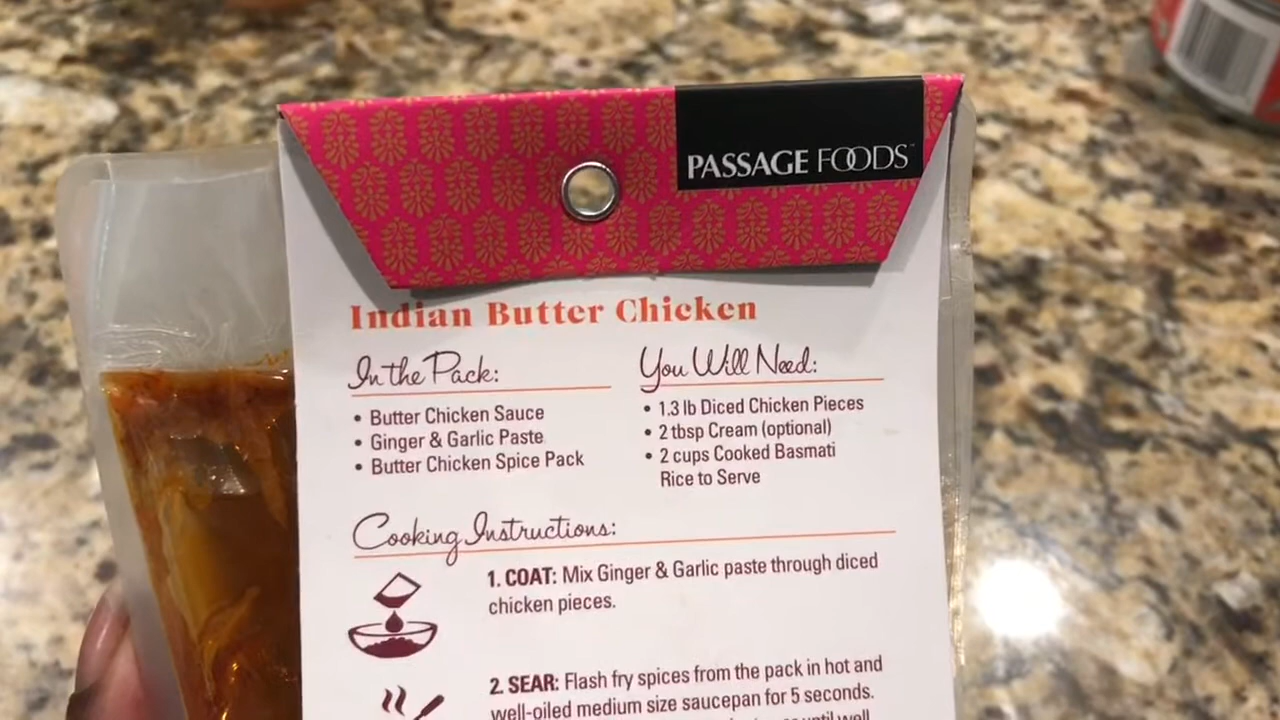 PASSAGE FOODS™
Indian Butter Chicken
In the Pack:
• Butter Chicken Sauce
• Ginger & Garlic Paste
• Butter Chicken Spice Pack
You Will Need:
• 1.3 lb Diced Chicken Pieces
• 2 tbsp Cream (optional)
• 2 cups Cooked Basmati
Rice to Serve
Cooking Instructions:
1. COAT: Mix Ginger & Garlic paste through diced
chicken pieces.
2. SEAR: Flash fry spices from the pack in hot and
well-oiled medium size saucepan for 5 seconds.
until well